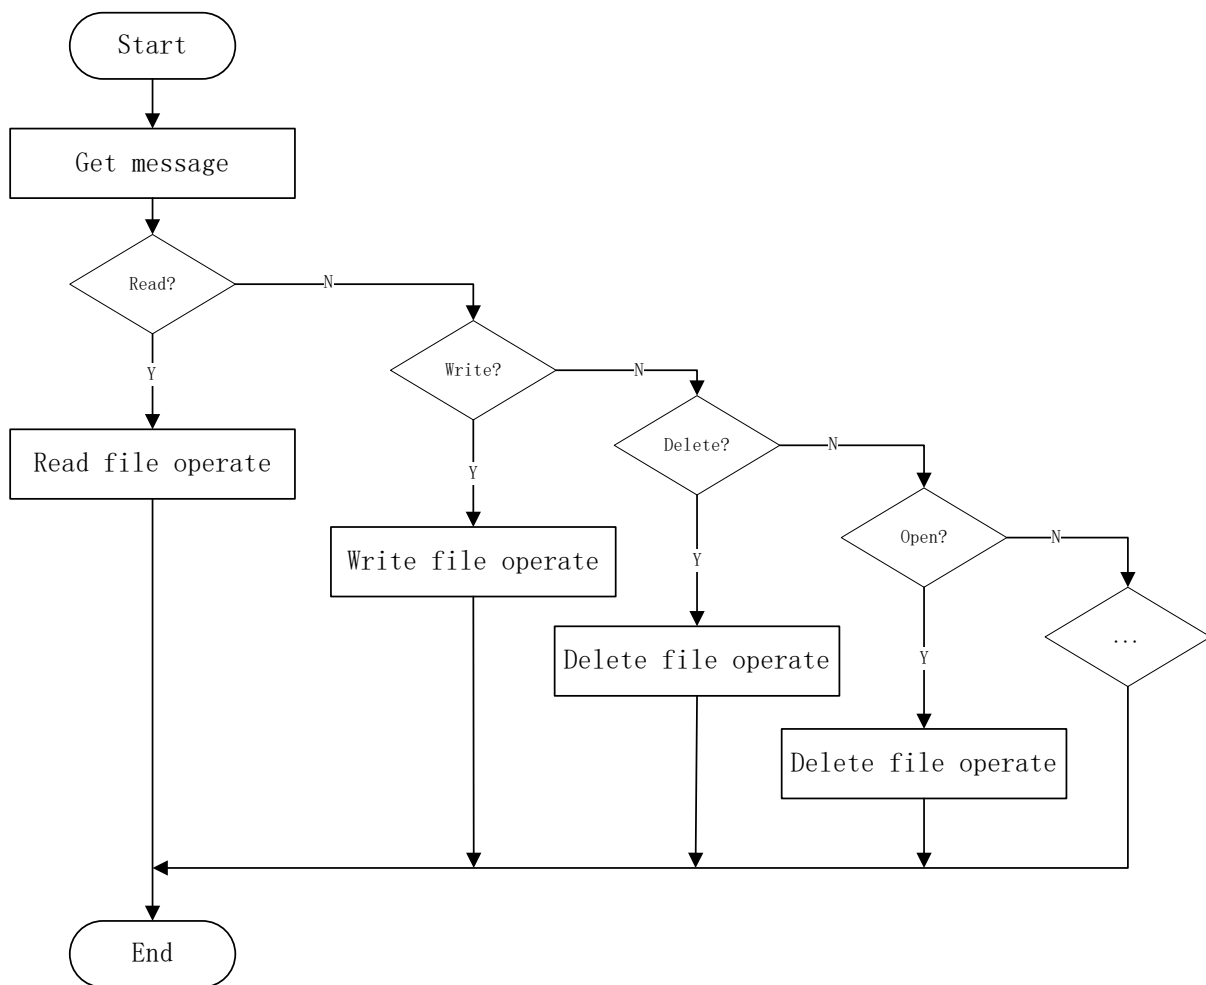 Start
Get message
Read?
N
Y
Read file operate
Write?
N
Y
Write file operate
Delete?
N
Y
Delete file operate
Open?
N
Y
Delete file operate
...
End